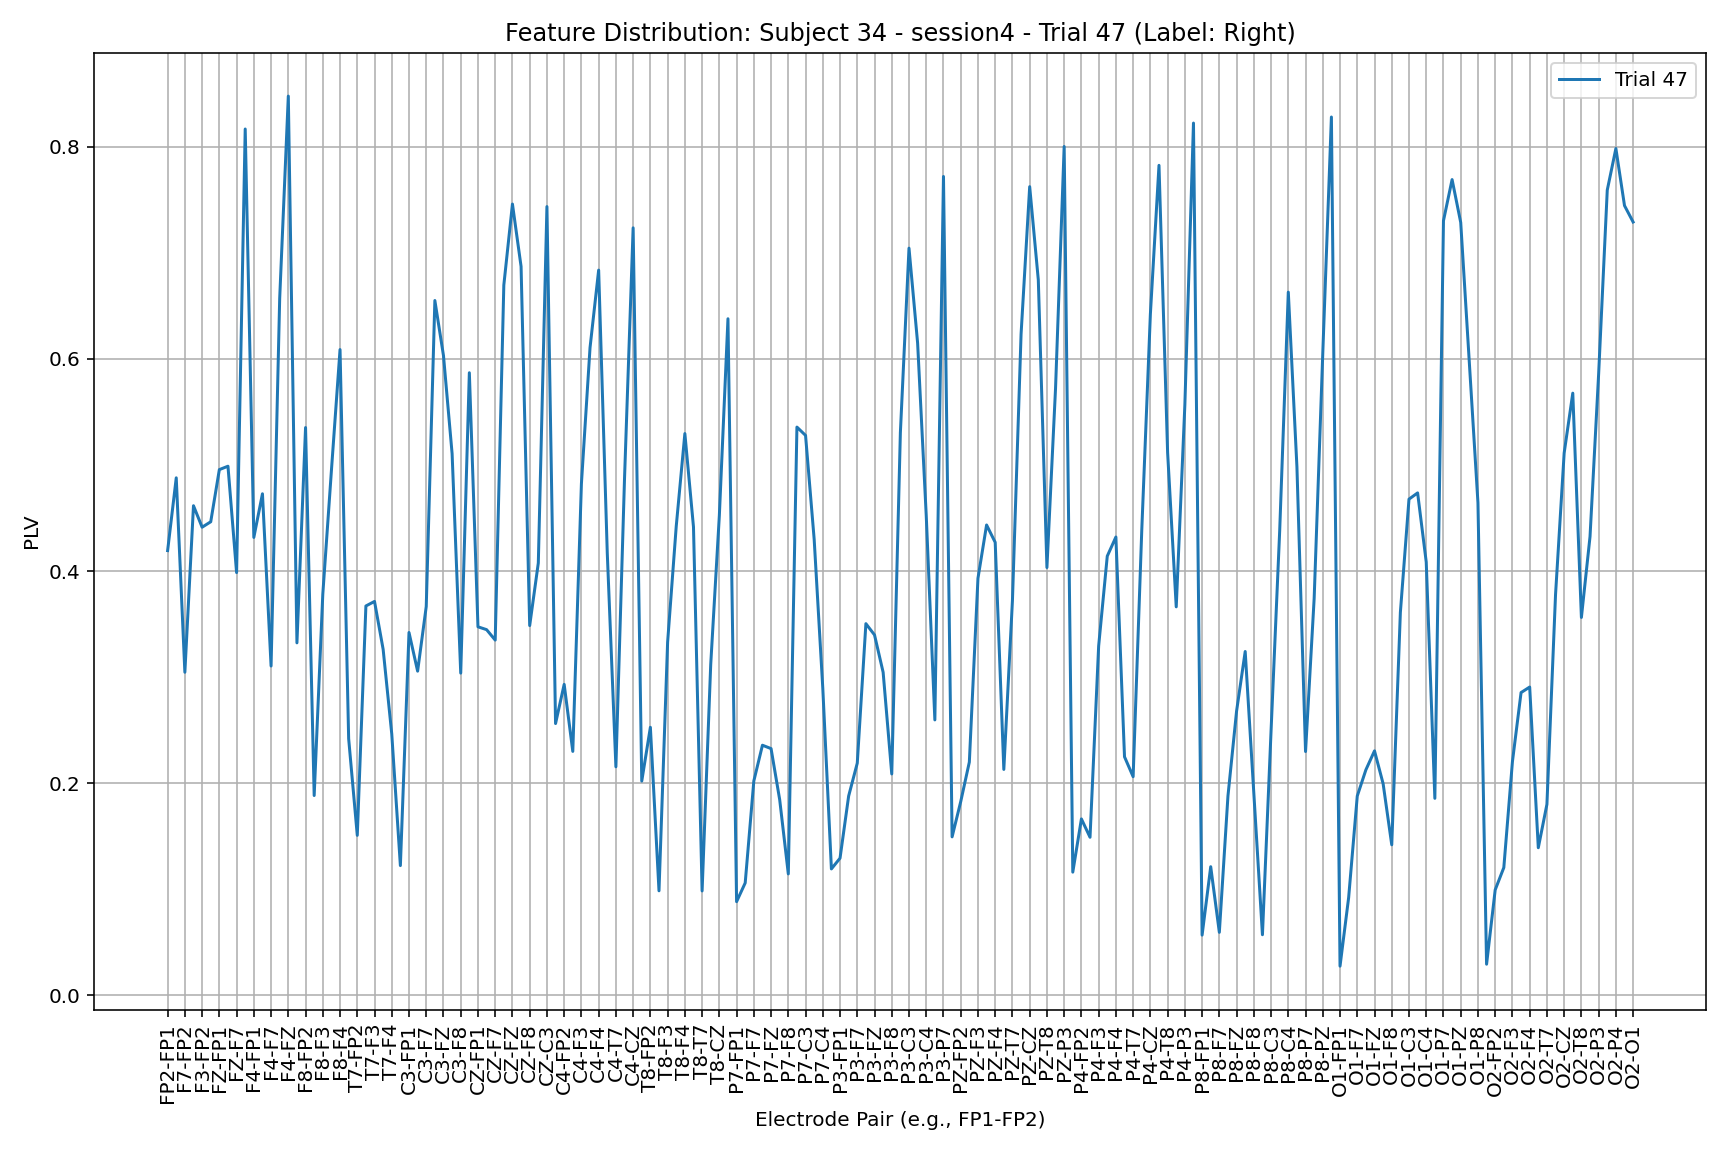 Feature Distribution: Subject 34 - session4 - Trial 47 (Label: Right)
Trial 47
PLV
0.8
0.6
0.4
0.2
0.0
FP2-FP1
F7-FP2
F3-FP2
FZ-FP1
FZ-F7
F4-FP1
F4-F7
F4-FZ
F8-FP2
F8-F3
F8-F4
T7-FP2
T7-F3
T7-F4
C3-FP1
C3-F7
C3-FZ
C3-F8
CZ-FP1
CZ-F7
CZ-FZ
CZ-F8
CZ-C3
C4-FP2
C4-F3
C4-F4
C4-T7
C4-CZ
T8-FP2
T8-F3
T8-F4
T8-T7
T8-CZ
P7-FP1
P7-F7
P7-FZ
P7-F8
P7-C3
P7-C4
P3-FP1
P3-F7
P3-FZ
P3-F8
P3-C3
P3-C4
P3-P7
PZ-FP2
PZ-F3
PZ-F4
PZ-T7
PZ-CZ
PZ-T8
PZ-P3
P4-FP2
P4-F3
P4-F4
P4-T7
P4-CZ
P4-T8
P4-P3
P8-FP1
P8-F7
P8-FZ
P8-F8
P8-C3
P8-C4
P8-P7
P8-PZ
O1-FP1
O1-F7
O1-FZ
O1-F8
O1-C3
O1-C4
O1-P7
O1-PZ
O1-P8
O2-FP2
O2-F3
O2-F4
O2-T7
O2-CZ
O2-T8
O2-P3
O2-P4
O2-O1
Electrode Pair (e.g., FP1-FP2)